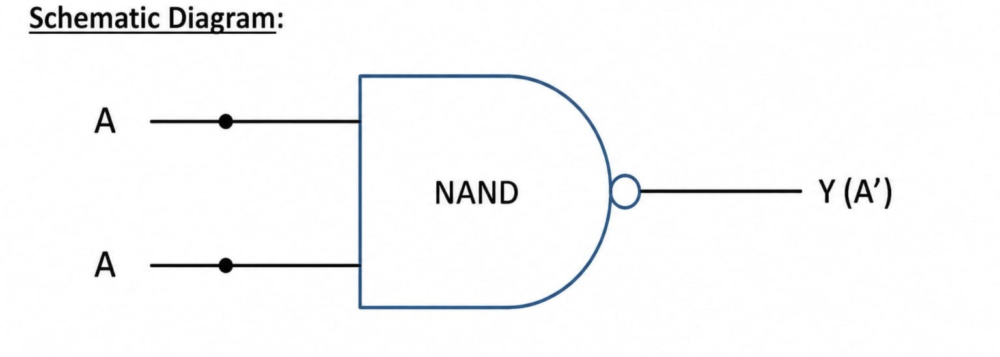 Schematic Diagram:
A
NAND
Y (A’)
A